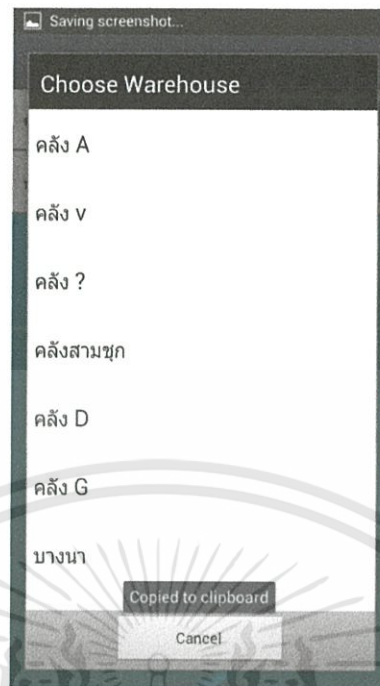 Saving screenshot...
Choose Warehouse
คลัง A
คลัง v
คลัง ?
คลังสามชุก
คลัง D
คลัง G
บางนา
Copied to clipboard
Cancel